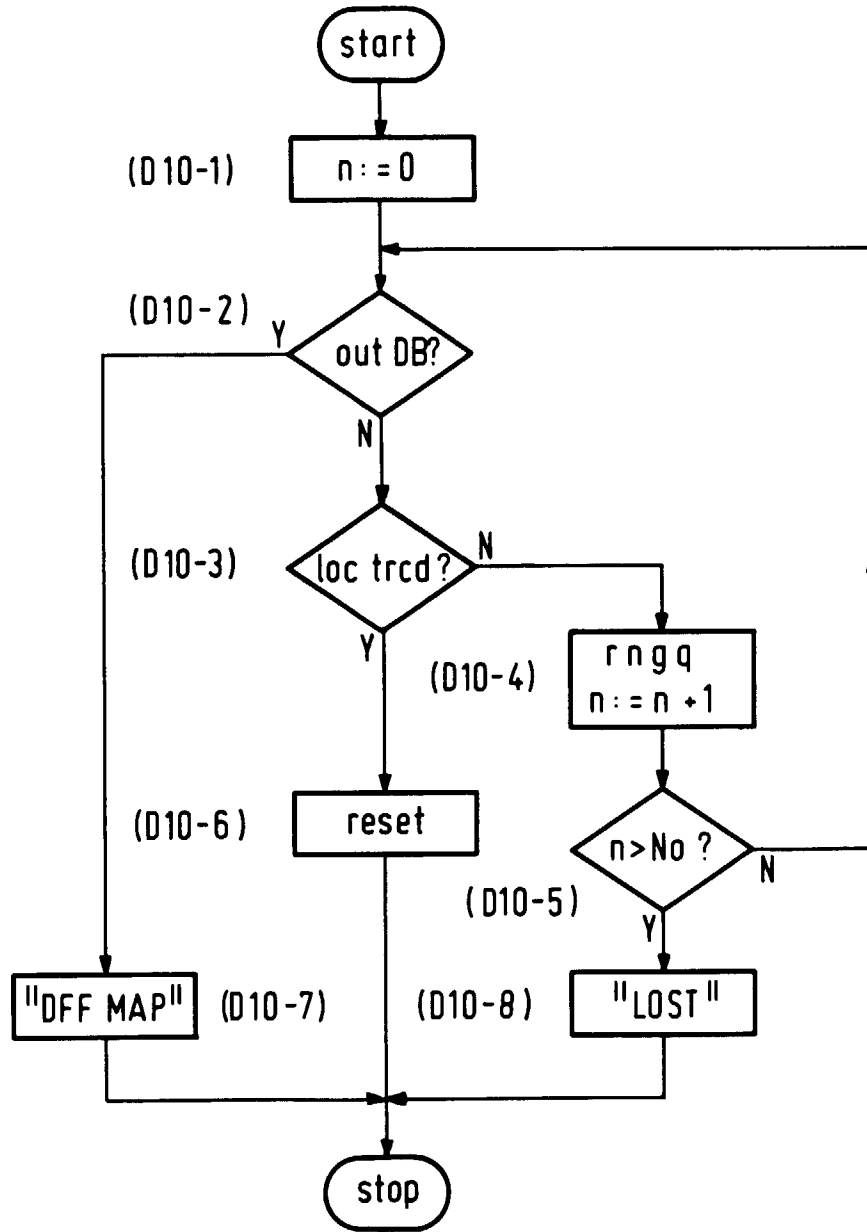 start
(D10-1)
n:=0
(D10-2)
Y
out DB?
N
(D10-3)
loc trcd?
N
Y
(D10-4)
rngq
n:=n+1
(D10-6)
reset
n>No?
N
(D10-5)
Y
"DFF MAP"
(D10-7)
(D10-8)
"LOST"
stop